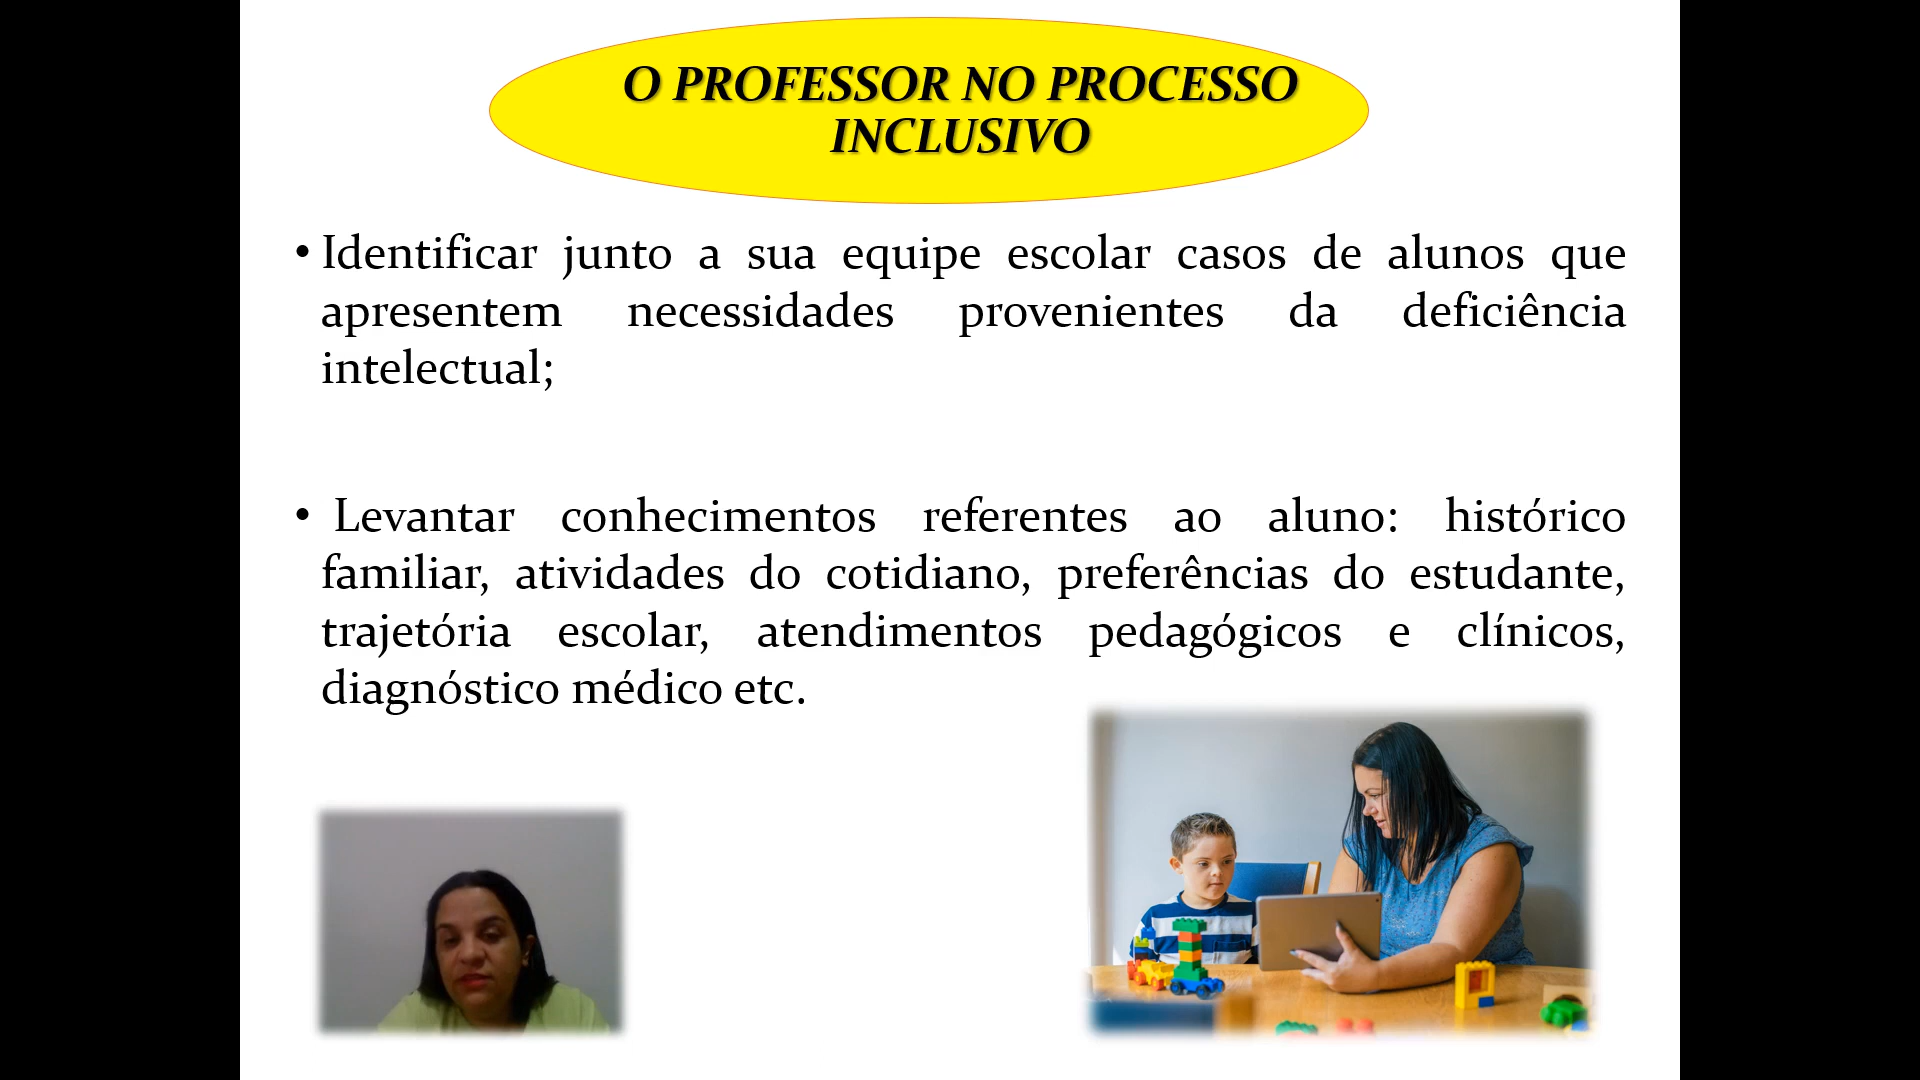 O PROFESSOR NO PROCESSO
INCLUSIVO
• Identificar junto a sua equipe escolar casos de alunos que
apresentem necessidades provenientes da deficiência
intelectual;
• Levantar conhecimentos referentes ao aluno: histórico
familiar, atividades do cotidiano, preferências do estudante,
trajetória escolar, atendimentos pedagógicos e clínicos,
diagnóstico médico etc.